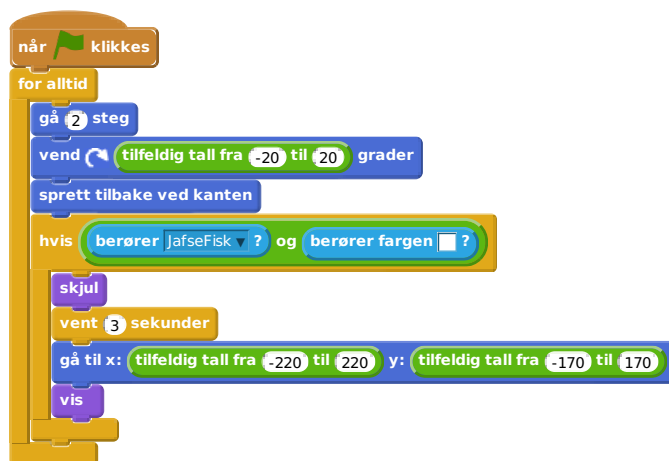 når klikkes
for alltid
gå 2 steg
vend tilfeldig tall fra -20 til 20 grader
sprett tilbake ved kanten
hvis berører JafseFisk ? og berører fargen ?
skjul
vent 3 sekunder
gå til x: tilfeldig tall fra -220 til 220 y: tilfeldig tall fra -170 til 170
vis